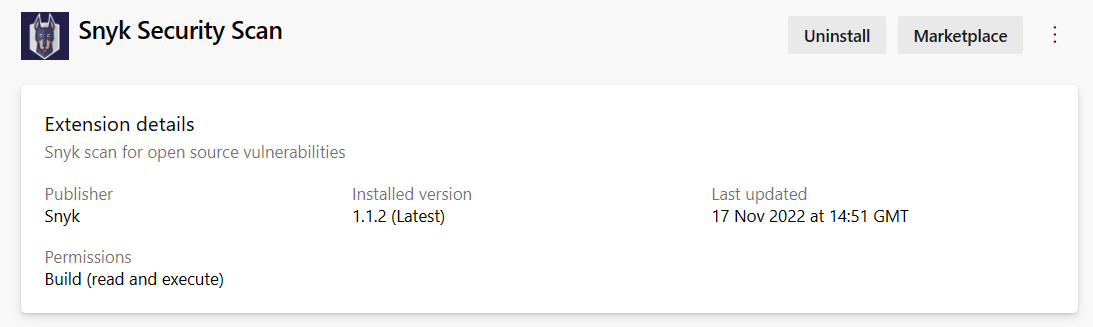 Snyk Security Scan
Uninstall
Marketplace
Extension details
Snyk scan for open source vulnerabilities
Publisher
Installed version
Last updated
Snyk
1.1.2 (Latest)
17 Nov 2022 at 14:51 GMT
Permissions
Build (read and execute)